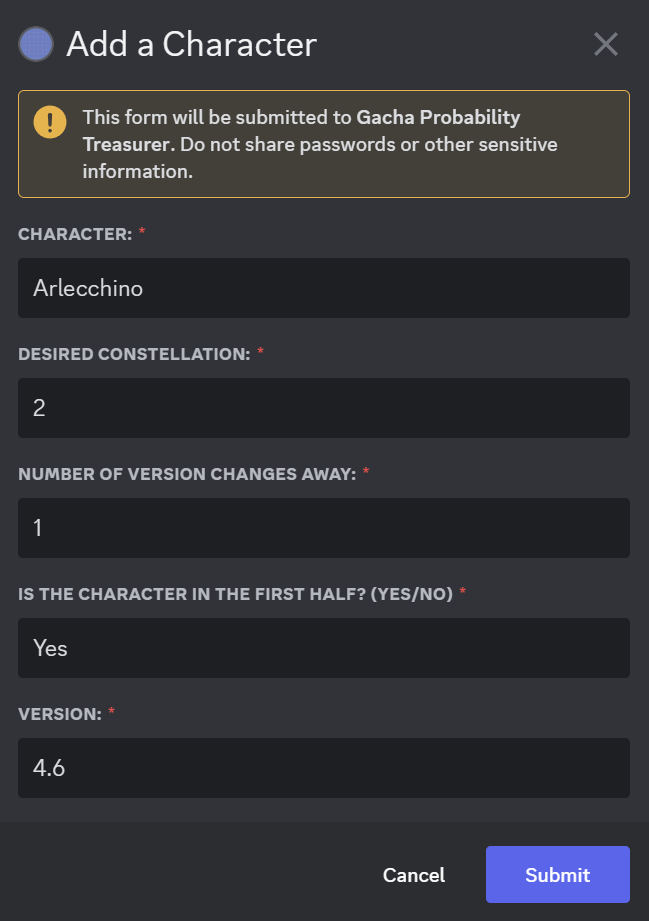 Add a Character
This form will be submitted to Gacha Probability
Treasurer. Do not share passwords or other sensitive
information.
CHARACTER: *
Arlecchino
DESIRED CONSTELLATION: *
2
NUMBER OF VERSION CHANGES AWAY: *
1
IS THE CHARACTER IN THE FIRST HALF? (YES/NO) *
Yes
VERSION: *
4.6
Cancel Submit